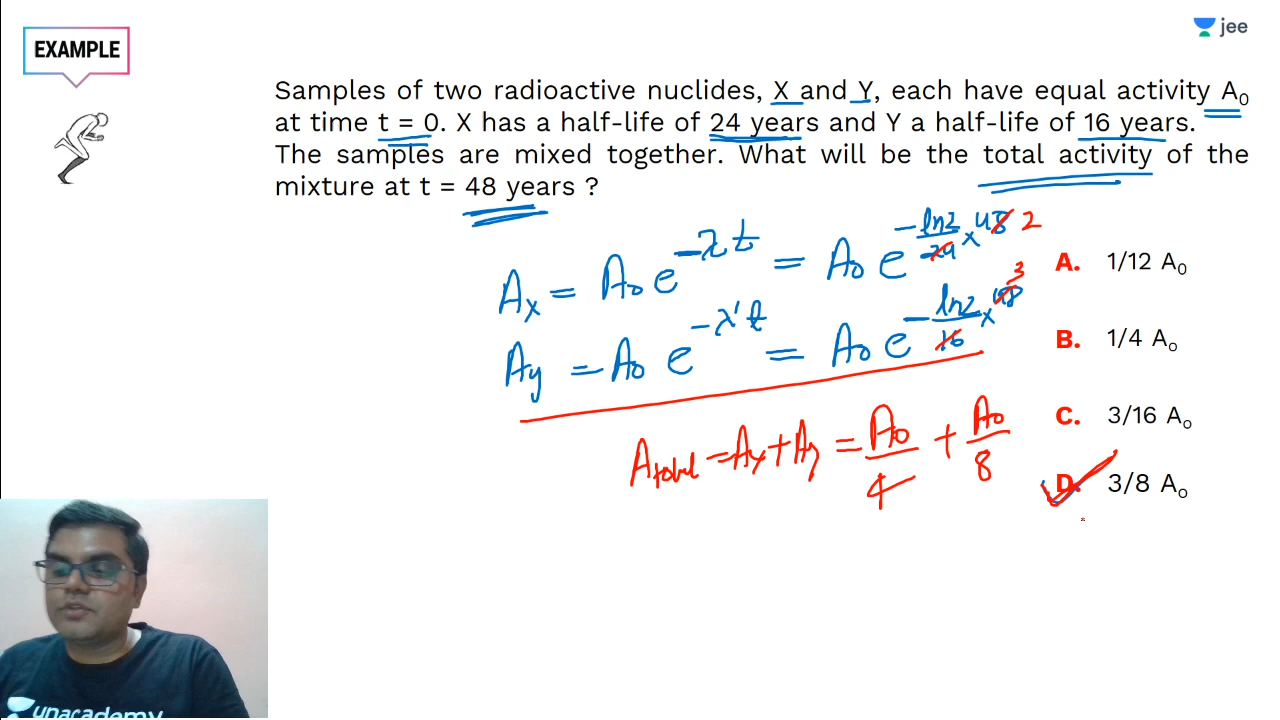 EXAMPLE
jee
Samples of two radioactive nuclides, X and Y, each have equal activity A₀
at time t = 0. X has a half-life of 24 years and Y a half-life of 16 years.
The samples are mixed together. What will be the total activity of the
mixture at t = 48 years ?
Ax = A₀ e^{-λt} = A₀ e^{-ln2/24 × 48} 2
A. 1/12 A₀
Ay = A₀ e^{-λ't} = A₀ e^{-ln2/16 × 48} 3
B. 1/4 A₀
Atotal = Ax + Ay = A₀/4 + A₀/8
C. 3/16 A₀
D. 3/8 A₀
unacademy